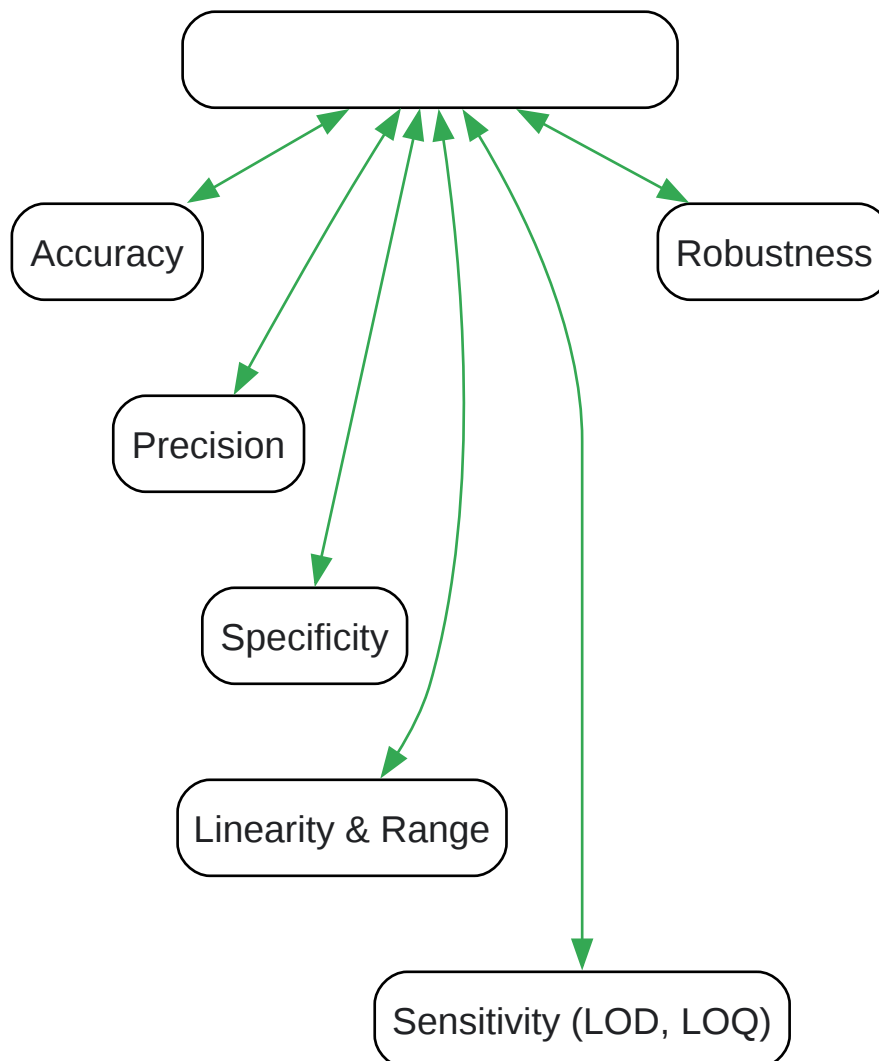 Accuracy
Robustness
Precision
Specificity
Linearity & Range
Sensitivity (LOD, LOQ)